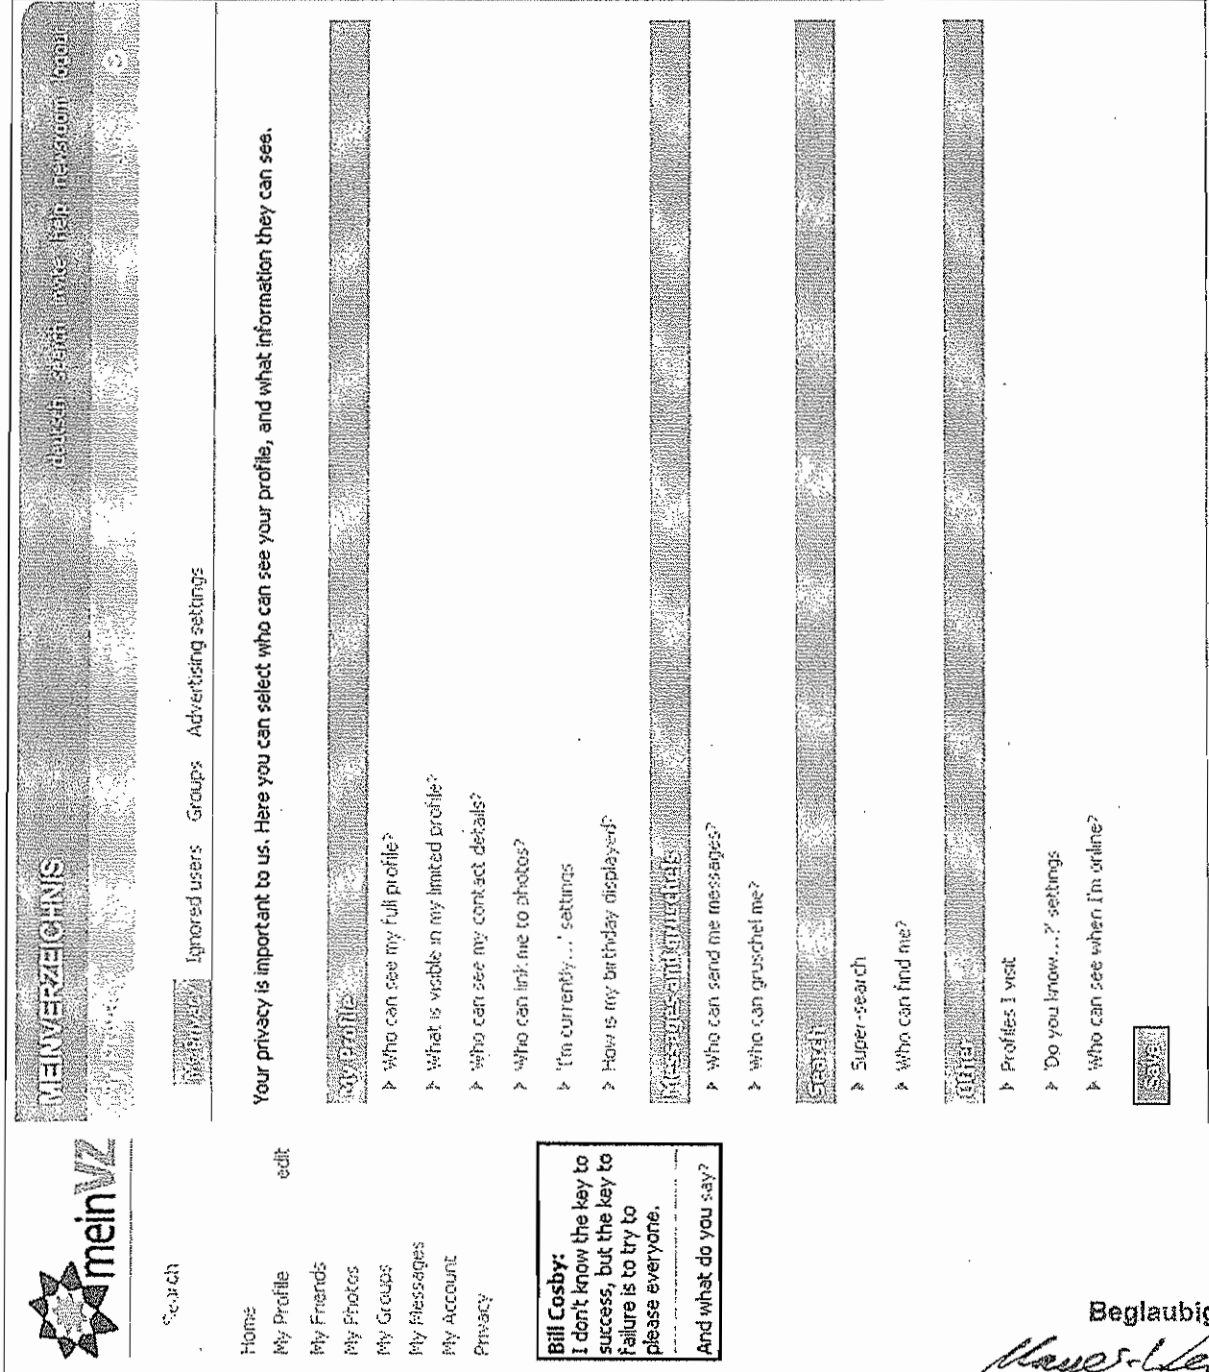 meinVZ
MEINVERZEICHNIS
deutsch search invite help newsroom logout
Search
Home
My Profile edit
My Friends
My Photos
My Groups
My Messages
My Account
Privacy
Bill Cosby:
I don't know the key to
success, but the key to
failure is to try to
please everyone.
And what do you say?
My Privacy Ignored users Groups Advertising settings
Your privacy is important to us. Here you can select who can see your profile, and what information they can see.
My profile
Who can see my full profile?
What is visible in my limited profile?
Who can see my contact details?
Who can link me to photos?
'I'm currently...' settings
How is my birthday displayed?
Messages and Gruschels
Who can send me messages?
Who can gruschel me?
Search
Super-search
Who can find me?
Other
Profiles I visit
'Do you know...?' settings
Who can see when I'm online?
save
Beglaubig